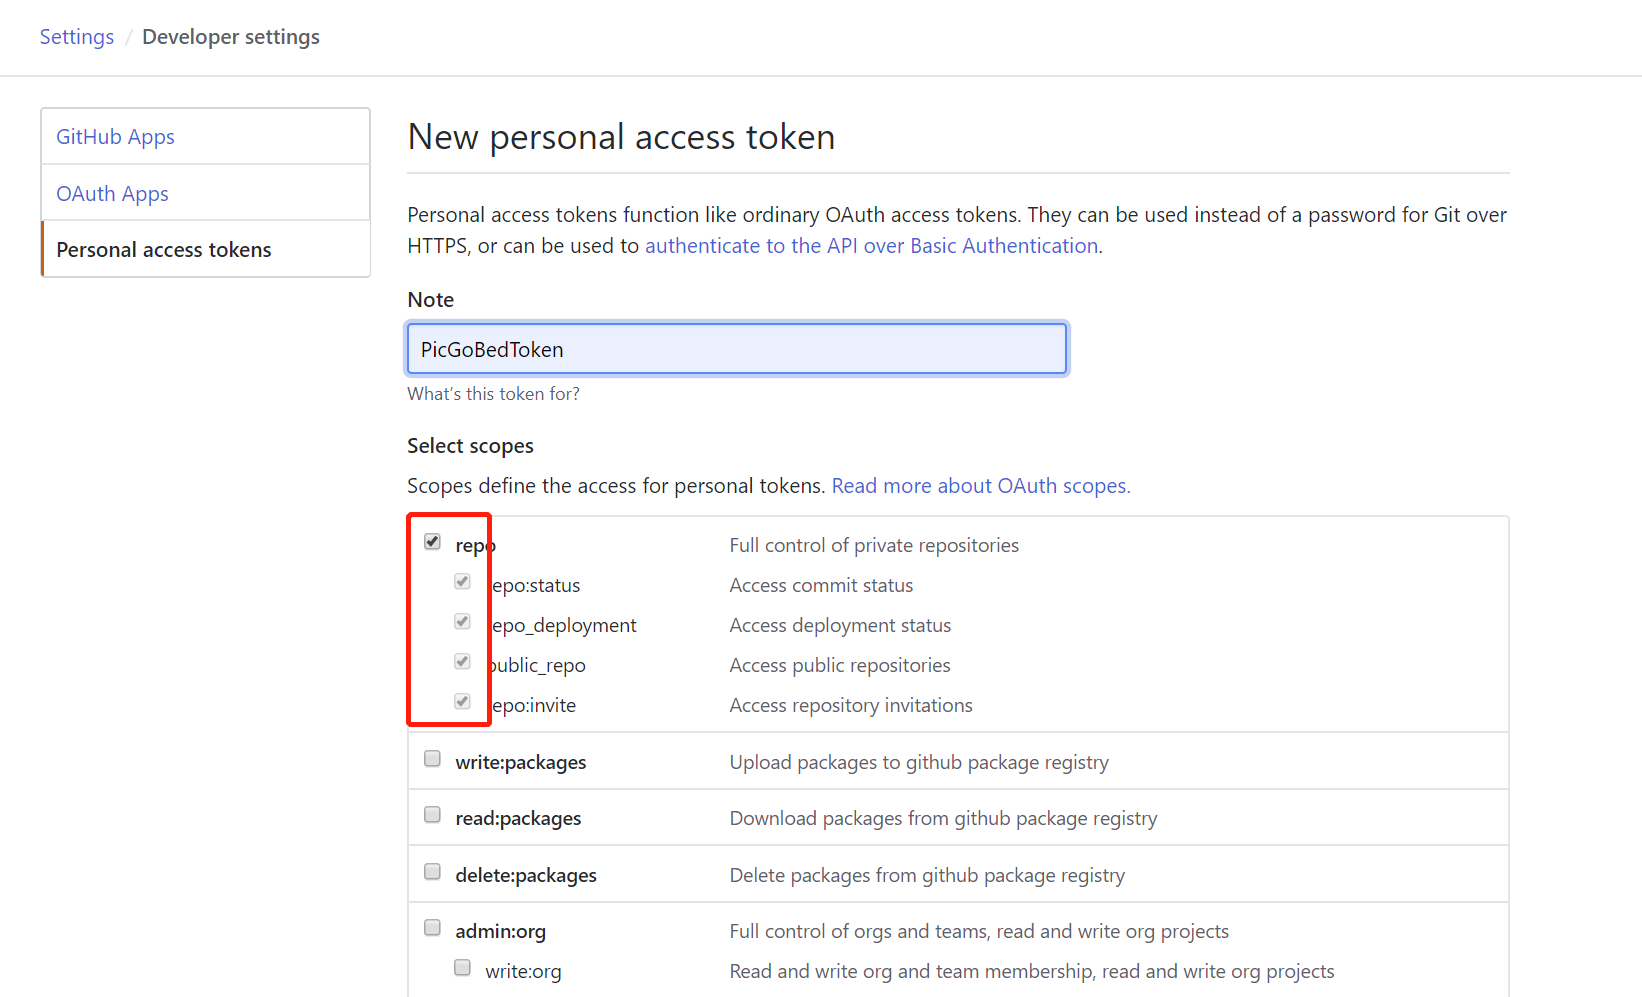 Settings / Developer settings
GitHub Apps
OAuth Apps
Personal access tokens
New personal access token
Personal access tokens function like ordinary OAuth access tokens. They can be used instead of a password for Git over
HTTPS, or can be used to authenticate to the API over Basic Authentication.
Note
PicGoBedToken
What's this token for?
Select scopes
Scopes define the access for personal tokens. Read more about OAuth scopes.
repo Full control of private repositories
repo:status Access commit status
repo_deployment Access deployment status
public_repo Access public repositories
repo:invite Access repository invitations
write:packages Upload packages to github package registry
read:packages Download packages from github package registry
delete:packages Delete packages from github package registry
admin:org Full control of orgs and teams, read and write org projects
write:org Read and write org and team membership, read and write org projects